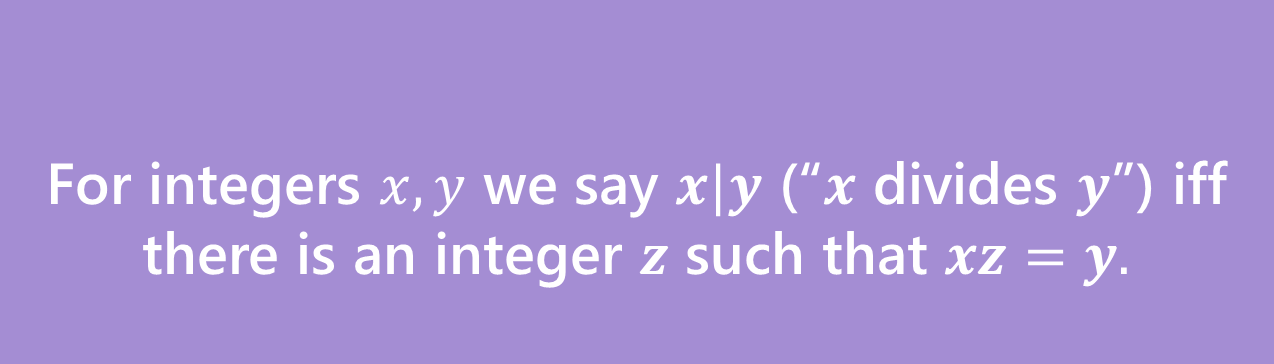 For integers x, y we say x|y (“x divides y”) iff
there is an integer z such that xz = y.